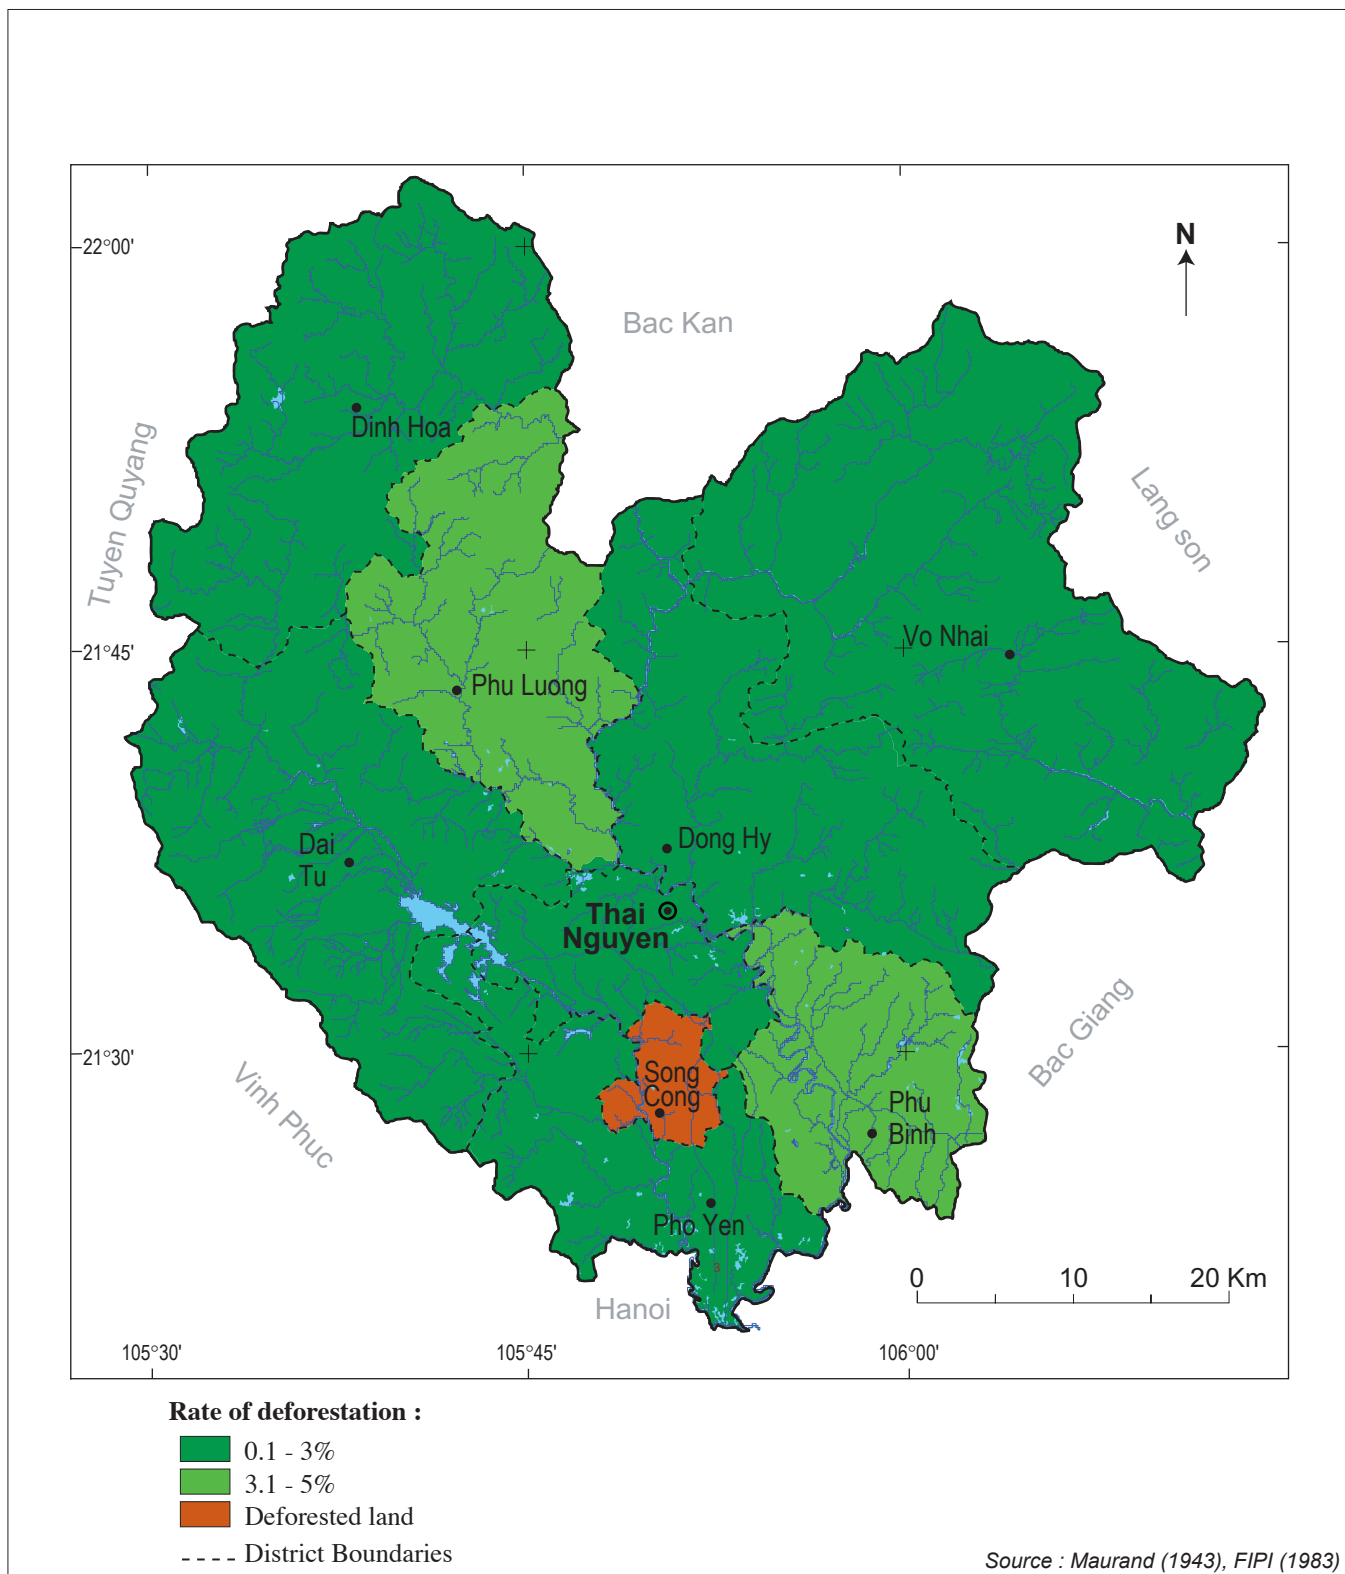 22°00'
N
Bac Kan
Dinh Hoa
Tuyen Quyang
Lang son
Vo Nhai
21°45'
Phu Luong
Dong Hy
Dai
Tu
Thai
Nguyen
Bac Giang
21°30'
Song
Cong
Vinh Phuc
Phu
Binh
Pho Yen
3
0 10 20 Km
Hanoi
105°30' 105°45' 106°00'
Rate of deforestation :
0.1 - 3%
3.1 - 5%
Deforested land
District Boundaries
Source : Maurand (1943), FIPI (1983)